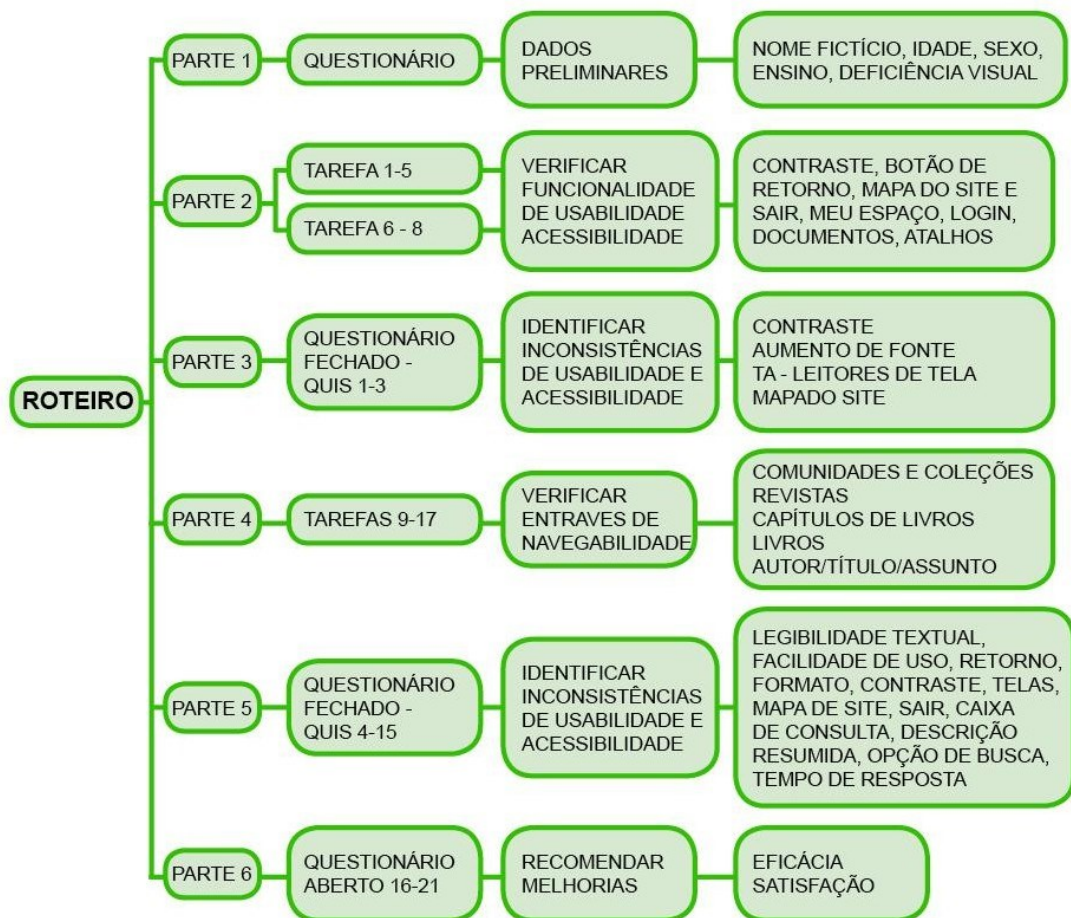 ROTEIRO
PARTE 1
QUESTIONÁRIO
DADOS
PRELIMINARES
NOME FICTÍCIO, IDADE, SEXO,
ENSINO, DEFICIÊNCIA VISUAL
PARTE 2
TAREFA 1-5
TAREFA 6 - 8
VERIFICAR
FUNCIONALIDADE
DE USABILIDADE
ACESSIBILIDADE
CONTRASTE, BOTÃO DE
RETORNO, MAPA DO SITE E
SAIR, MEU ESPAÇO, LOGIN,
DOCUMENTOS, ATALHOS
PARTE 3
QUESTIONÁRIO
FECHADO -
QUIS 1-3
IDENTIFICAR
INCONSISTÊNCIAS
DE USABILIDADE E
ACESSIBILIDADE
CONTRASTE
AUMENTO DE FONTE
TA - LEITORES DE TELA
MAPADO SITE
PARTE 4
TAREFAS 9-17
VERIFICAR
ENTRAVES DE
NAVEGABILIDADE
COMUNIDADES E COLEÇÕES
REVISTAS
CAPÍTULOS DE LIVROS
LIVROS
AUTOR/TÍTULO/ASSUNTO
PARTE 5
QUESTIONÁRIO
FECHADO -
QUIS 4-15
IDENTIFICAR
INCONSISTÊNCIAS
DE USABILIDADE E
ACESSIBILIDADE
LEGIBILIDADE TEXTUAL,
FACILIDADE DE USO, RETORNO,
FORMATO, CONTRASTE, TELAS,
MAPA DE SITE, SAIR, CAIXA
DE CONSULTA, DESCRIÇÃO
RESUMIDA, OPÇÃO DE BUSCA,
TEMPO DE RESPOSTA
PARTE 6
QUESTIONÁRIO
ABERTO 16-21
RECOMENDAR
MELHORIAS
EFICÁCIA
SATISFAÇÃO